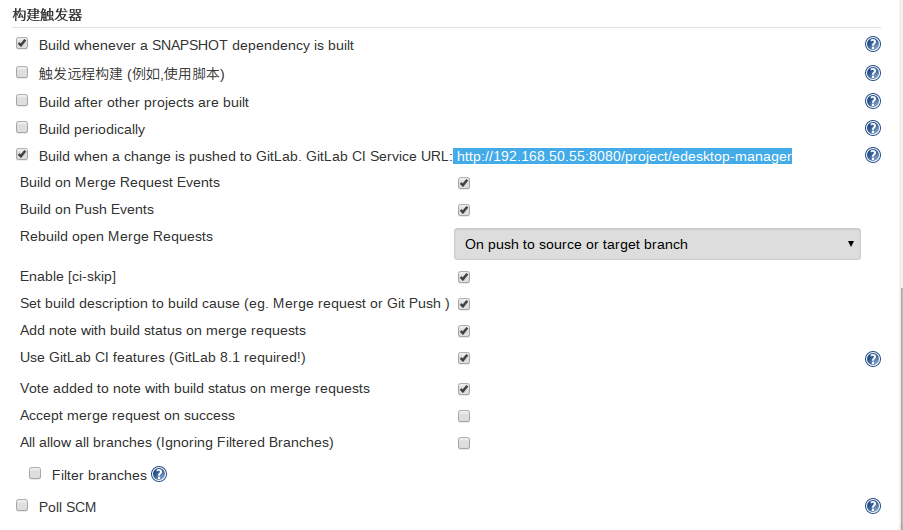 构建触发器
Build whenever a SNAPSHOT dependency is built
触发远程构建 (例如,使用脚本)
Build after other projects are built
Build periodically
Build when a change is pushed to GitLab. GitLab CI Service URL: http://192.168.50.55:8080/project/edesktop-manager
Build on Merge Request Events
Build on Push Events
Rebuild open Merge Requests
On push to source or target branch
Enable [ci-skip]
Set build description to build cause (eg. Merge request or Git Push )
Add note with build status on merge requests
Use GitLab CI features (GitLab 8.1 required!)
Vote added to note with build status on merge requests
Accept merge request on success
All allow all branches (Ignoring Filtered Branches)
Filter branches
Poll SCM